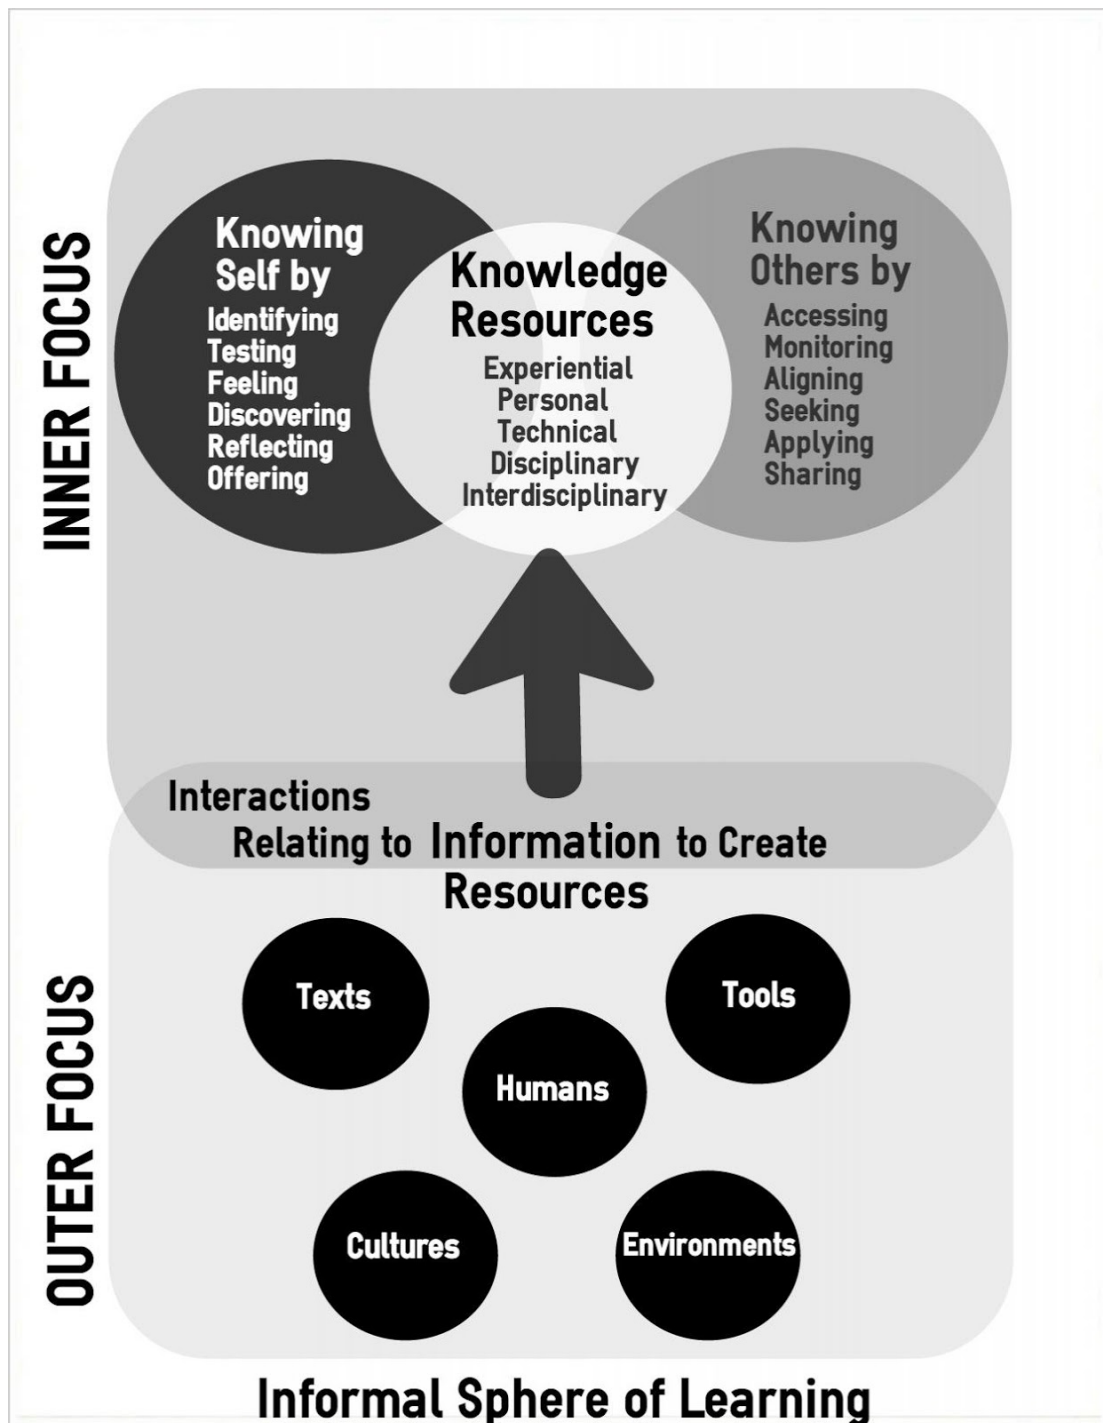 INNER FOCUS
Knowing
Self by
Identifying
Testing
Feeling
Discovering
Reflecting
Offering
Knowledge
Resources
Experiential
Personal
Technical
Disciplinary
Interdisciplinary
Knowing
Others by
Accessing
Monitoring
Aligning
Seeking
Applying
Sharing
Interactions
Relating to Information to Create
Resources
OUTER FOCUS
Texts
Tools
Humans
Cultures
Environments
Informal Sphere of Learning